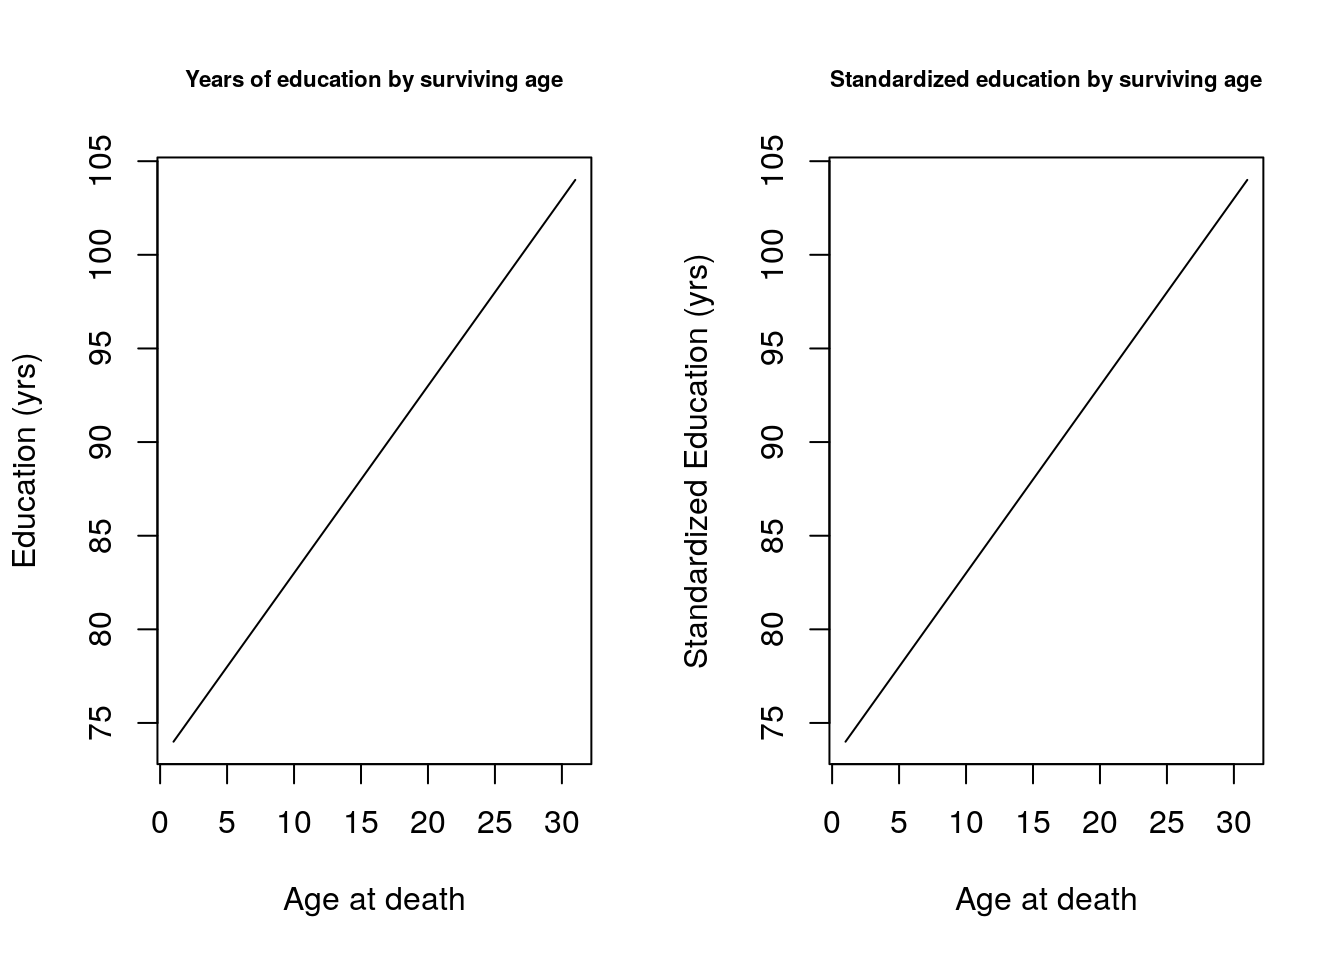 Years of education by surviving age
Education (yrs)
105
100
95
90
85
80
75
0 5 10 15 20 25 30
Age at death
Standardized education by surviving age
Standardized Education (yrs)
105
100
95
90
85
80
75
0 5 10 15 20 25 30
Age at death